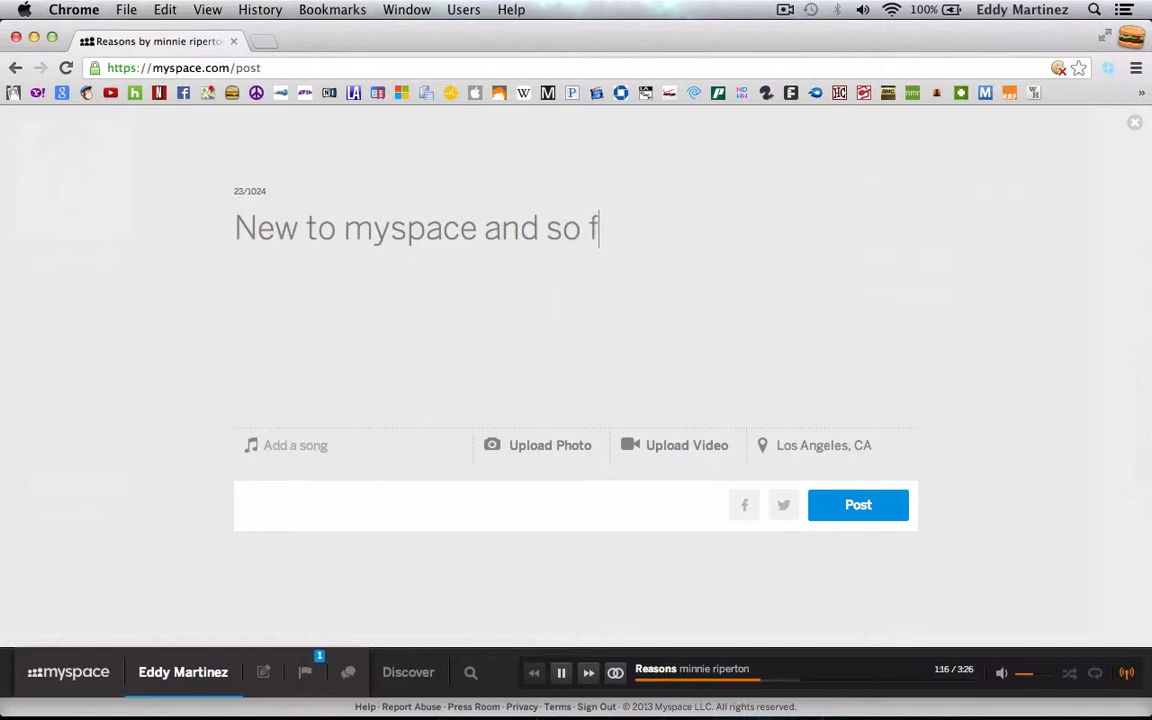 Chrome File Edit View History Bookmarks Window Users Help 100% Eddy Martinez
Reasons by minnie riperto
https://myspace.com/post
23/1024
New to myspace and so f
Add a song Upload Photo Upload Video Los Angeles, CA
Post
myspace Eddy Martinez 1 Discover Reasons minnie riperton 1:16 / 3:26
Help · Report Abuse · Press Room · Privacy · Terms · Sign Out · © 2013 Myspace LLC. All rights reserved.